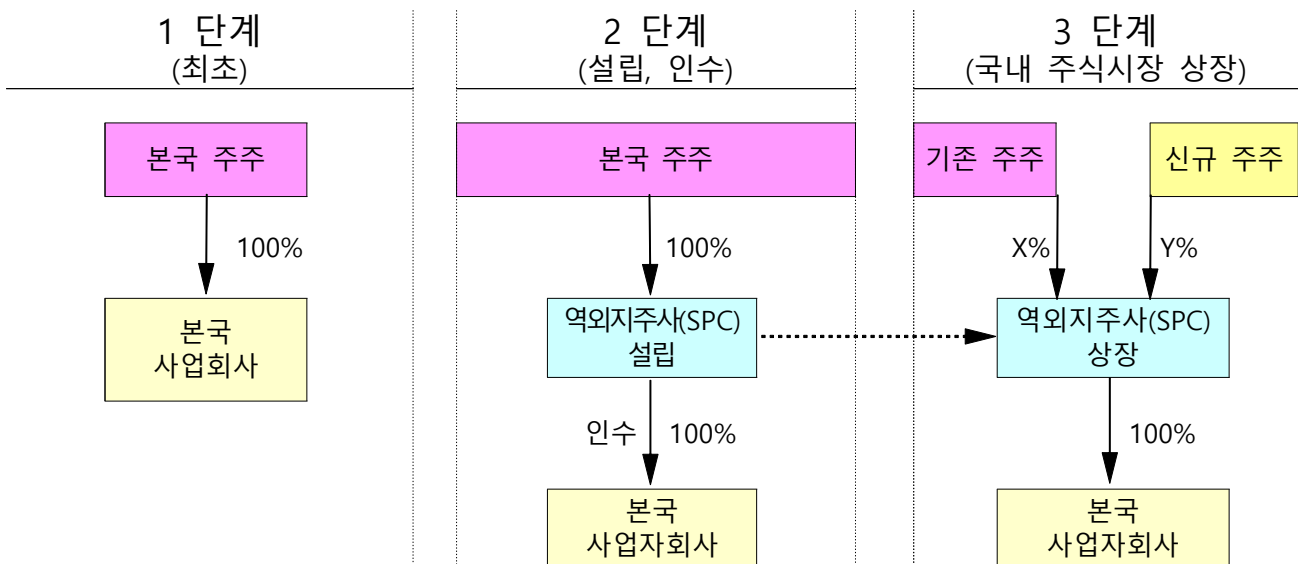 1 단계
(최초)
2 단계
(설립, 인수)
3 단계
(국내 주식시장 상장)
본국 주주
본국 주주
기존 주주
신규 주주
100%
100%
X%
Y%
본국
사업회사
역외지주사(SPC)
설립
역외지주사(SPC)
상장
인수
100%
100%
본국
사업자회사
본국
사업자회사